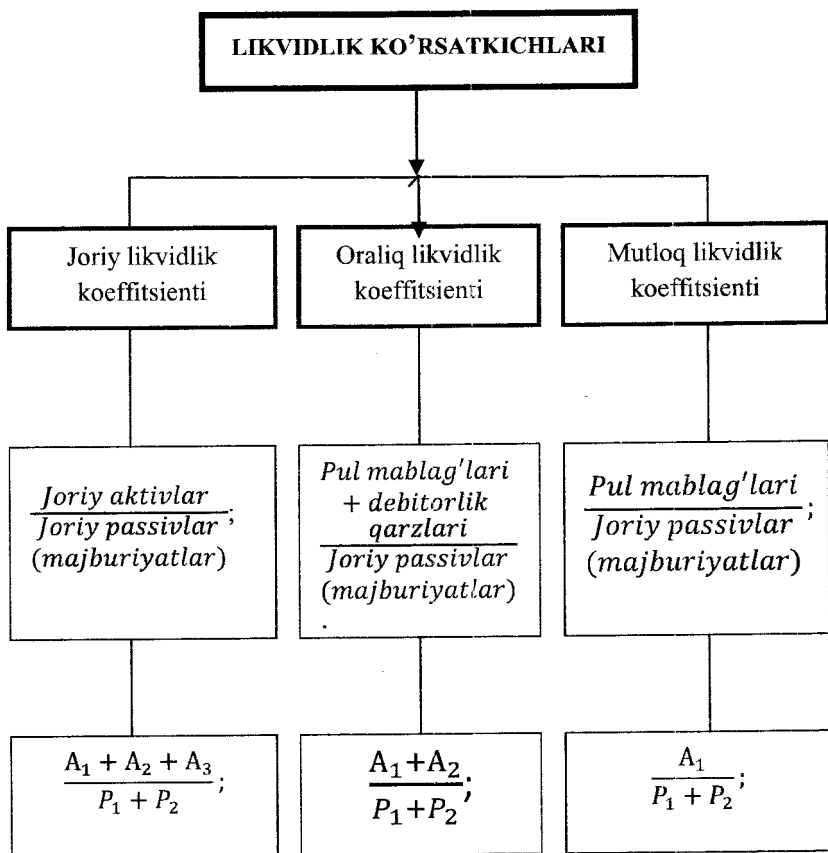 LIKVIDLIK KO’RSATKICHLARI
Joriy likvidlik
koeffitsienti
Oraliq likvidlik
koeffitsienti
Mutloq likvidlik
koeffitsienti
Joriy aktivlar
Joriy passivlar ;
(majburiyatlar)
Pul mablag'lari
+ debitorlik
qarzlari
Joriy passivlar
(majburiyatlar)
.
Pul mablag'lari
Joriy passivlar ;
(majburiyatlar)
A₁ + A₂ + A₃
P₁ + P₂ ;
A₁+A₂
P₁+P₂ ;
A₁
P₁ + P₂ ;